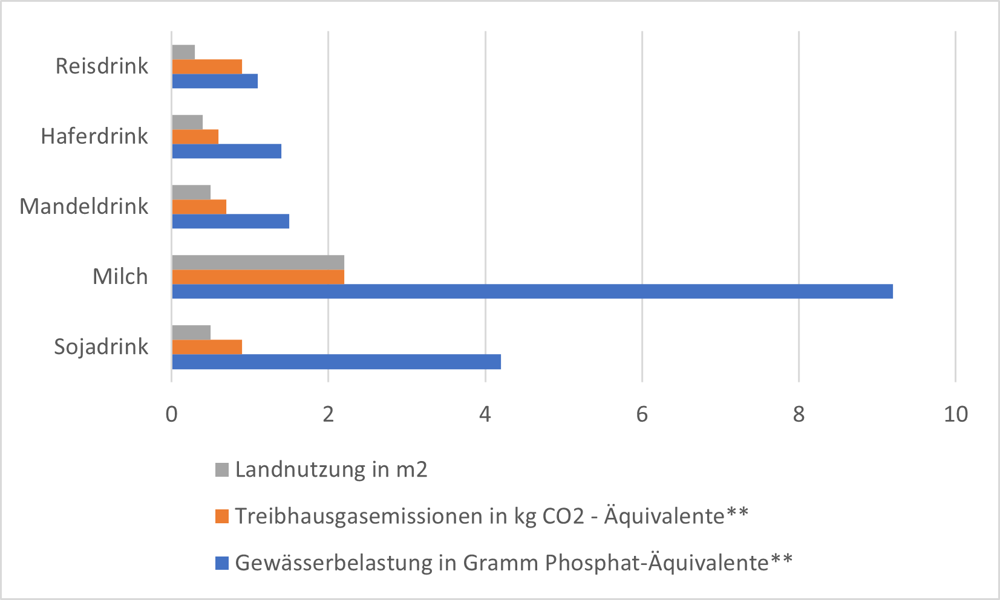 Reisdrink
Haferdrink
Mandeldrink
Milch
Sojadrink
0 2 4 6 8 10
Landnutzung in m2
Treibhausgasemissionen in kg CO2 - Äquivalente**
Gewässerbelastung in Gramm Phosphat-Äquivalente**